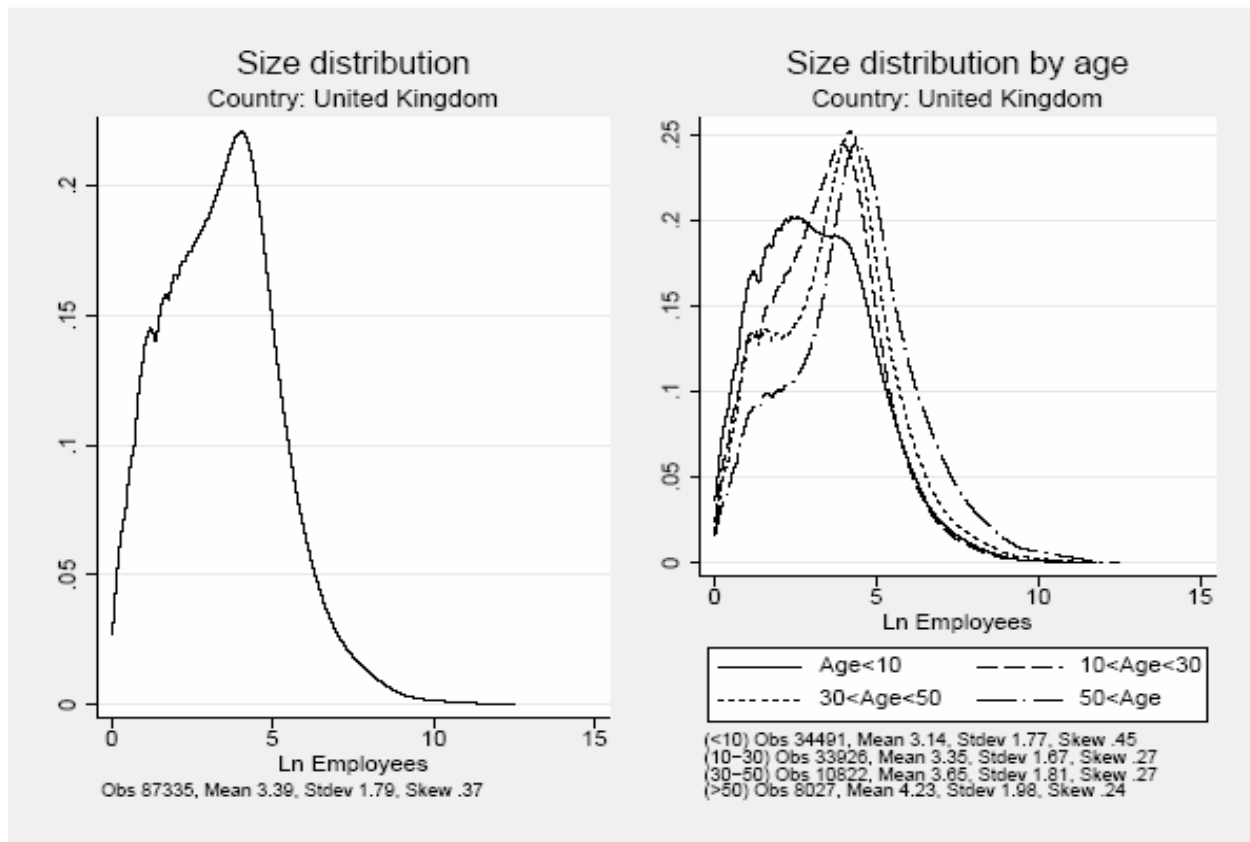 Size distribution
Country: United Kingdom
.2
.15
.1
.05
0
0 5 10 15
Ln Employees
Obs 87335, Mean 3.39, Stdev 1.79, Skew .37
Size distribution by age
Country: United Kingdom
.25
.2
.15
.1
.05
0
0 5 10 15
Ln Employees
Age<10 10<Age<30
30<Age<50 50<Age
(<10) Obs 34491, Mean 3.14, Stdev 1.77, Skew .45
(10-30) Obs 33926, Mean 3.35, Stdev 1.67, Skew .27
(30-50) Obs 10822, Mean 3.65, Stdev 1.81, Skew .27
(>50) Obs 8027, Mean 4.23, Stdev 1.98, Skew .24